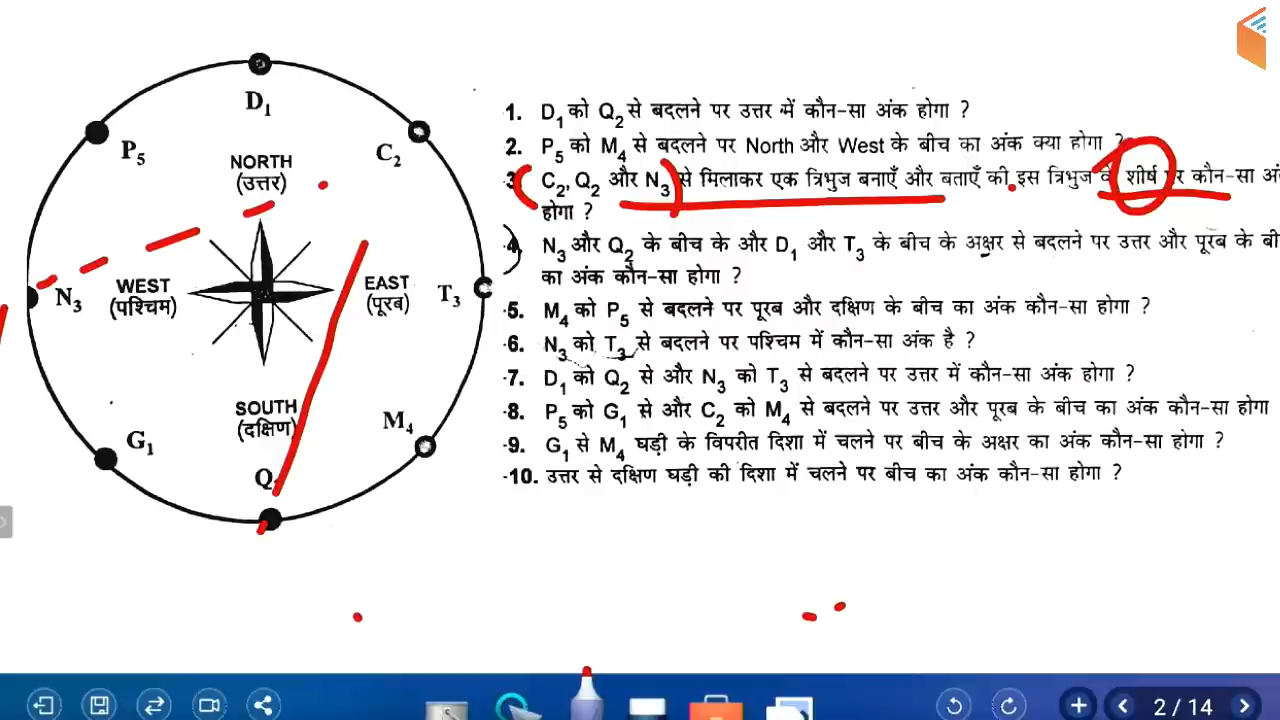 D1
P5
C2
NORTH
(उत्तर)
N3
WEST
(पश्चिम)
EAST
(पूरब)
T3
SOUTH
(दक्षिण)
M4
G1
Q
1. D1 को Q2 से बदलने पर उत्तर में कौन-सा अंक होगा ?
2. P5 को M4 से बदलने पर North और West के बीच का अंक क्या होगा ?
3 C2, Q2 और N3 से मिलाकर एक त्रिभुज बनाएँ और बताएँ की इस त्रिभुज के शीर्ष पर कौन-सा
होगा ?
4. N3 और Q2 के बीच के और D1 और T3 के बीच के अक्षर से बदलने पर उत्तर और पूरब के
का अंक कौन-सा होगा ?
5. M4 को P5 से बदलने पर पूरब और दक्षिण के बीच का अंक कौन-सा होगा ?
6. N3 को T3 से बदलने पर पश्चिम में कौन-सा अंक है ?
7. D1 को Q2 से और N3 को T3 से बदलने पर उत्तर में कौन-सा अंक होगा ?
8. P5 को G1 से और C2 को M4 से बदलने पर उत्तर और पूरब के बीच का अंक कौन-सा होगा
9. G1 से M4 घड़ी के विपरीत दिशा में चलने पर बीच के अक्षर का अंक कौन-सा होगा ?
10. उत्तर से दक्षिण घड़ी की दिशा में चलने पर बीच का अंक कौन-सा होगा ?
2 / 14